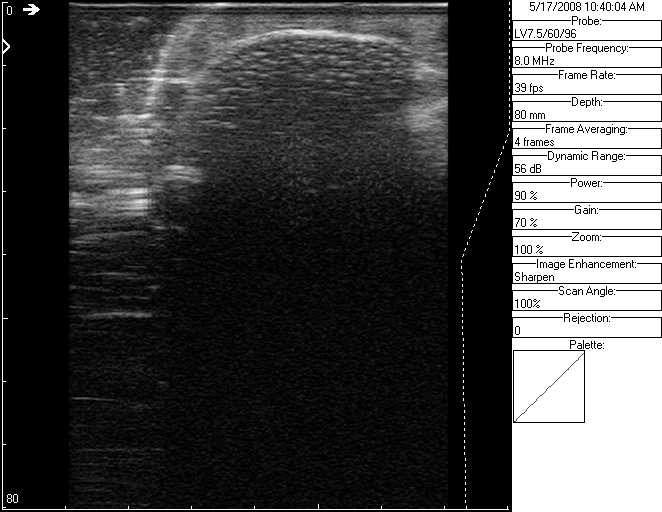 0
80
5/17/2008 10:40:04 AM
Probe:
LV7.5/60/96
Probe Frequency:
8.0 MHz
Frame Rate:
39 fps
Depth:
80 mm
Frame Averaging:
4 frames
Dynamic Range:
56 dB
Power:
90 %
Gain:
70 %
Zoom:
100 %
Image Enhancement:
Sharpen
Scan Angle:
100%
Rejection:
0
Palette: